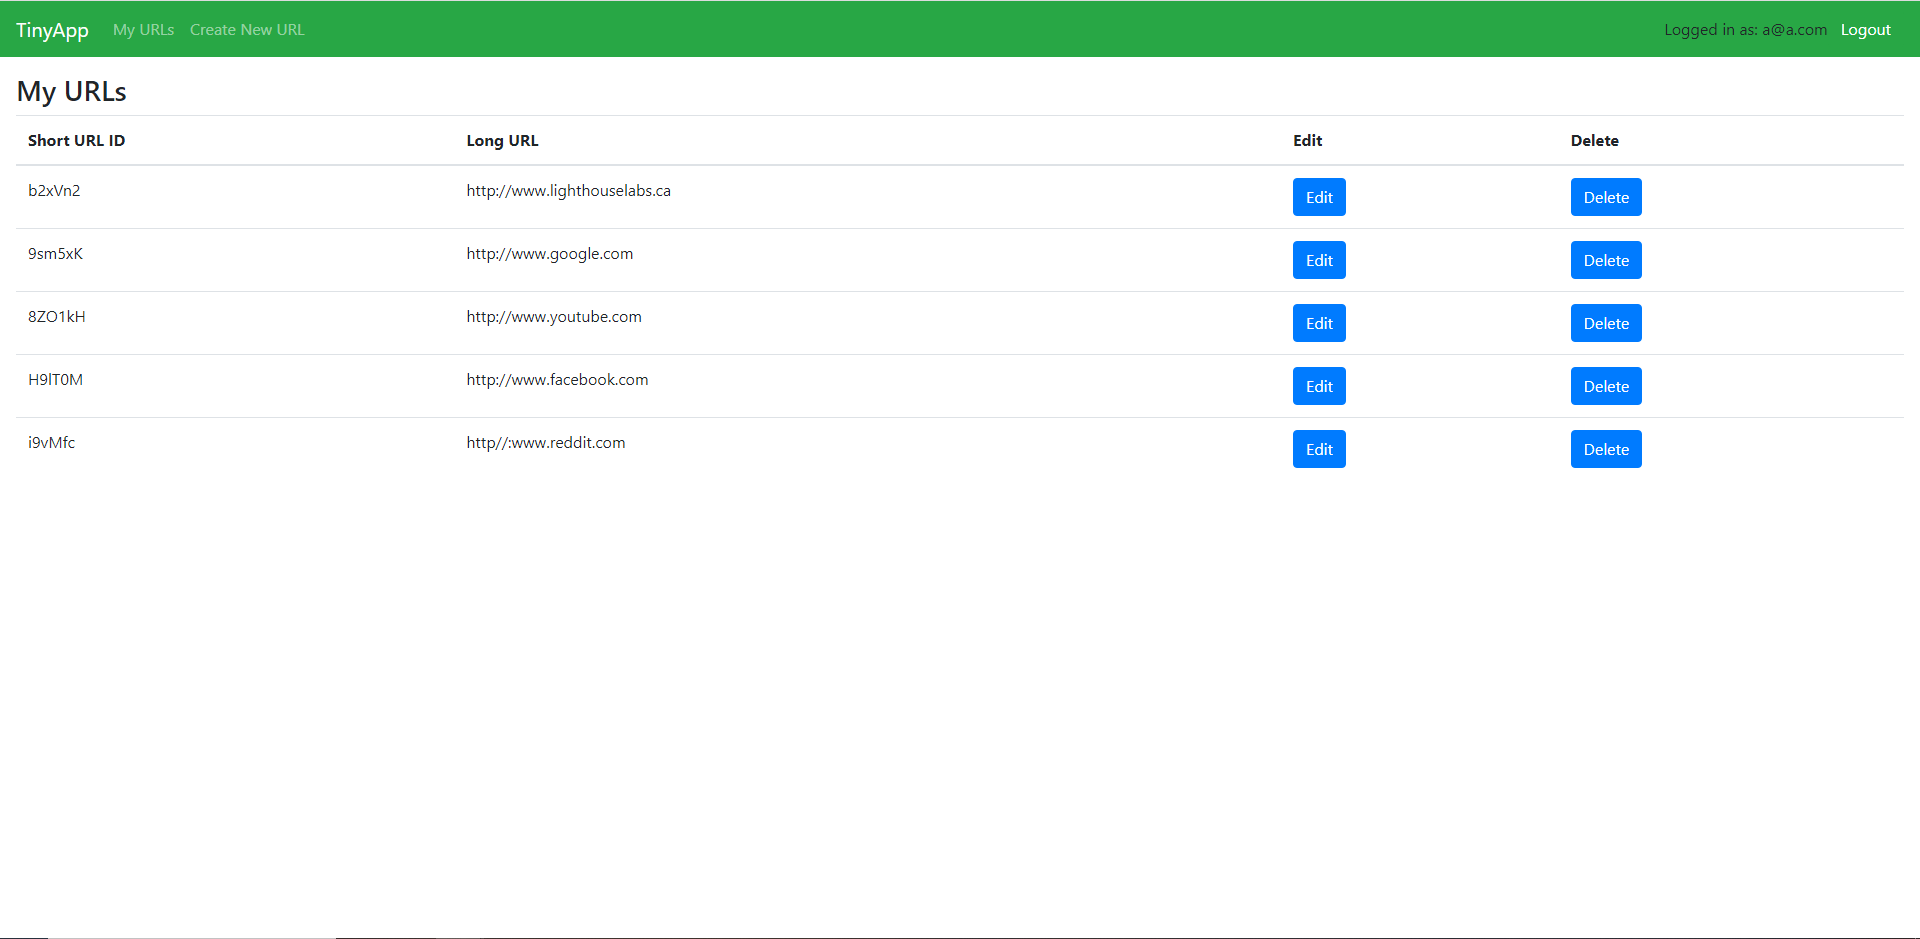 TinyApp My URLs Create New URL Logged in as: a@a.com Logout
My URLs
Short URL ID Long URL Edit Delete
b2xVn2 http://www.lighthouselabs.ca Edit Delete
9sm5xK http://www.google.com Edit Delete
8ZO1kH http://www.youtube.com Edit Delete
H9lT0M http://www.facebook.com Edit Delete
i9vMfc http//:www.reddit.com Edit Delete